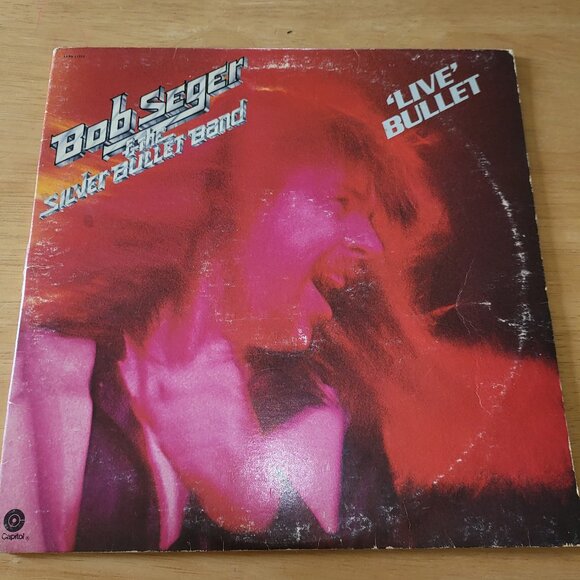 Bob Seger
& The
Silver Bullet Band
'LIVE'
BULLET
Capitol